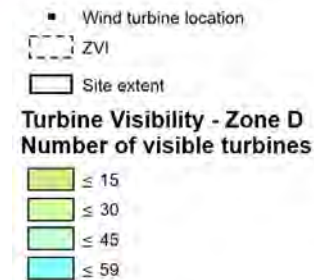 Wind turbine location
ZVI
Site extent
Turbine Visibility - Zone D
Number of visible turbines
≤ 15
≤ 30
≤ 45
≤ 59